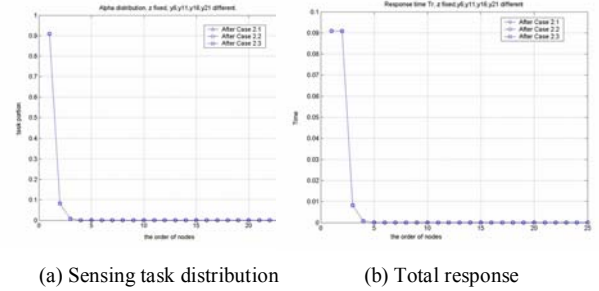 Alpha distribution, z fixed, y6,y11,y16,y21 different.
After Case 2.1
After Case 2.2
After Case 2.3
task portion
1
0.9
0.8
0.7
0.6
0.5
0.4
0.3
0.2
0.1
0
0 5 10 15 20
the order of nodes
Response time Tr, z fixed,y6,y11,y16,y21 different
After Case 2.1
After Case 2.2
After Case 2.3
Time
0.1
0.09
0.08
0.07
0.06
0.05
0.04
0.03
0.02
0.01
0
0 5 10 15 20 25
the order of nodes
(a) Sensing task distribution
(b) Total response